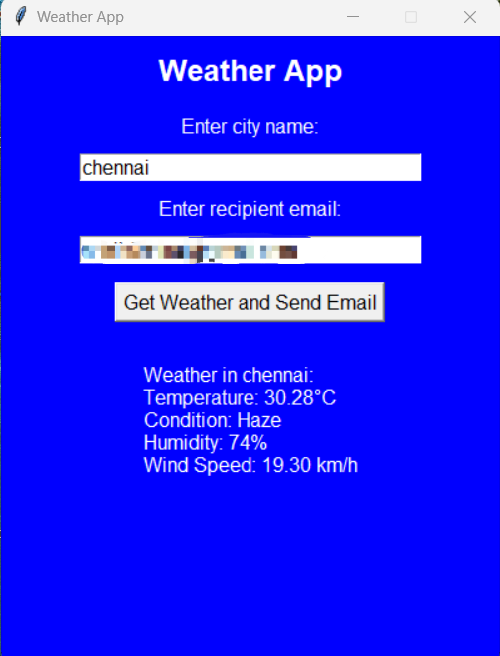 Weather App
Weather App
Enter city name:
chennai
Enter recipient email:
Get Weather and Send Email
Weather in chennai:
Temperature: 30.28°C
Condition: Haze
Humidity: 74%
Wind Speed: 19.30 km/h